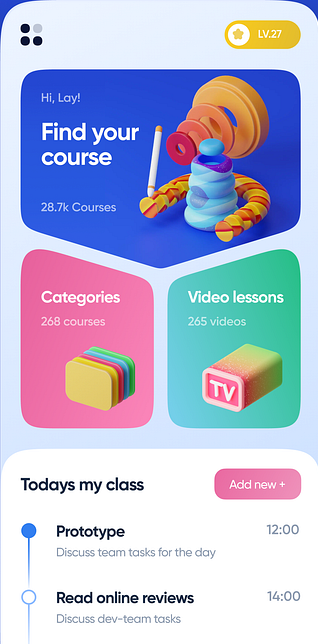 LV.27
Hi, Lay!
Find your
course
28.7k Courses
Categories
268 courses
Video lessons
265 videos
TV
Todays my class
Add new +
Prototype
12:00
Discuss team tasks for the day
Read online reviews
14:00
Discuss dev-team tasks